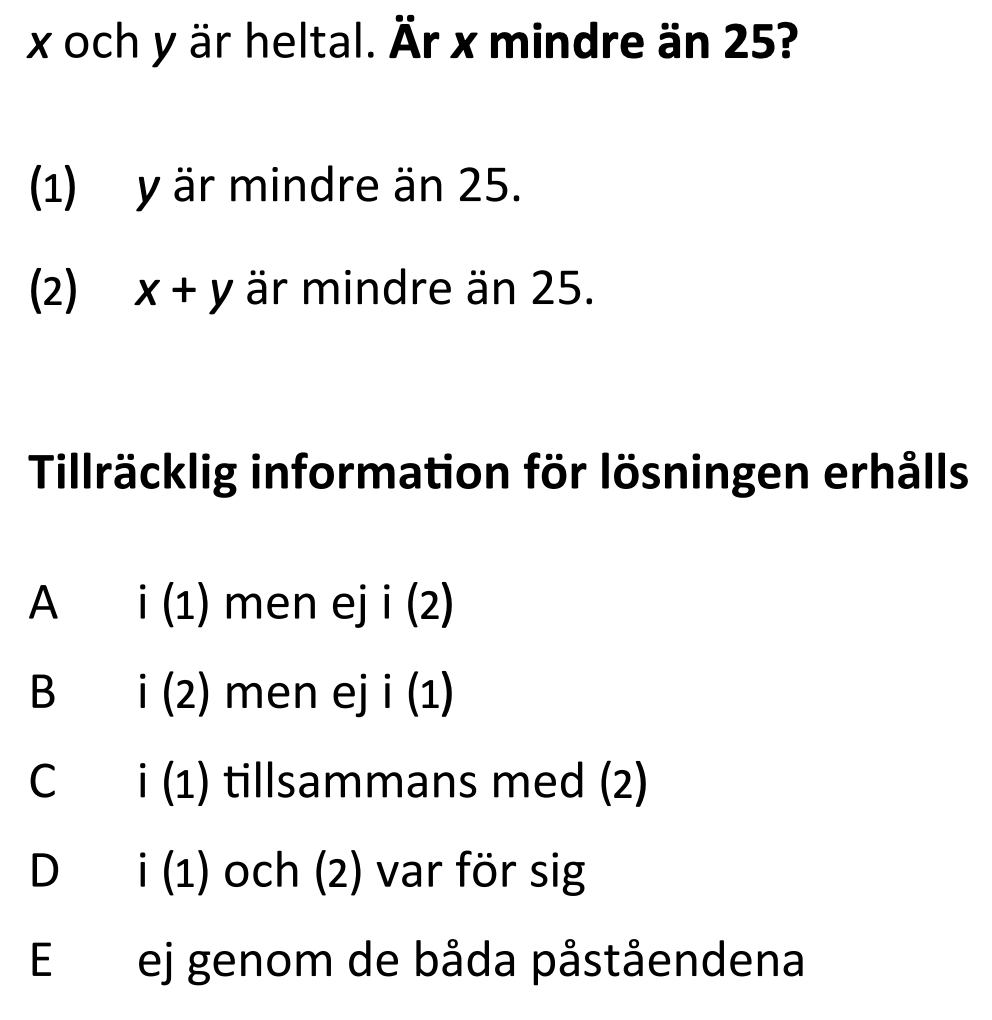 x och y är heltal. Är x mindre än 25?
(1) y är mindre än 25.
(2) x + y är mindre än 25.
Tillräcklig information för lösningen erhålls
A i (1) men ej i (2)
B i (2) men ej i (1)
C i (1) tillsammans med (2)
D i (1) och (2) var för sig
E ej genom de båda påståendena